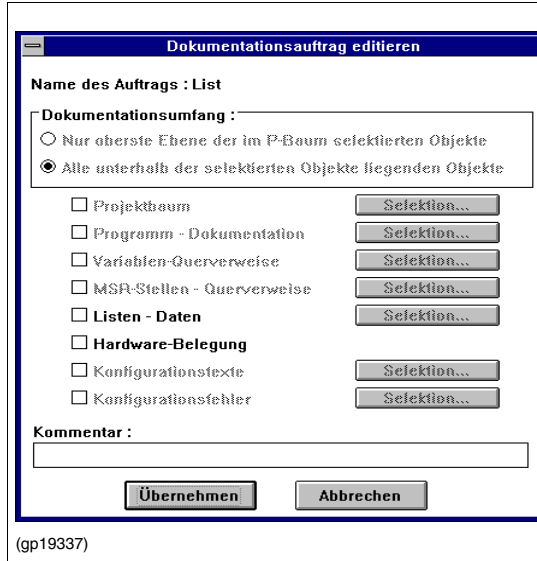 Dokumentationsauftrag editieren
Name des Auftrags : List
Dokumentationsumfang :
Nur oberste Ebene der im P-Baum selektierten Objekte
Alle unterhalb der selektierten Objekte liegenden Objekte
Projektbaum Selektion...
Programm - Dokumentation Selektion...
Variablen-Querverweise Selektion...
MSR-Stellen - Querverweise Selektion...
Listen - Daten Selektion...
Hardware-Belegung
Konfigurationstexte Selektion...
Konfigurationsfehler Selektion...
Kommentar :
Übernehmen Abbrechen
(gp19337)